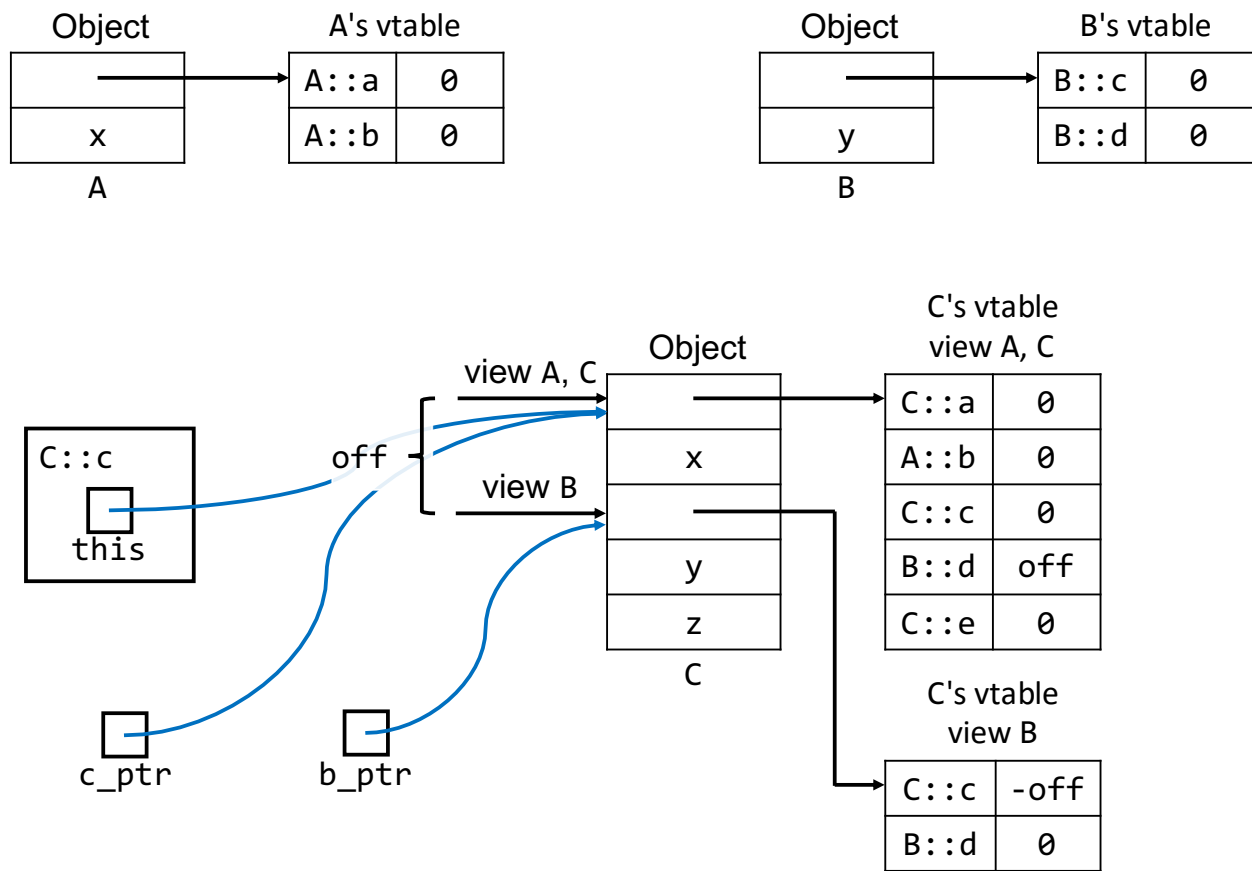 Object
A's vtable
A::a 0
x
A::b 0
A
Object
B's vtable
B::c 0
y
B::d 0
B
C's vtable
view A, C
Object
view A, C
C::a 0
C::c
off
x
A::b 0
view B
C::c 0
this
y
B::d off
z
C::e 0
C
C's vtable
view B
c_ptr
b_ptr
C::c -off
B::d 0